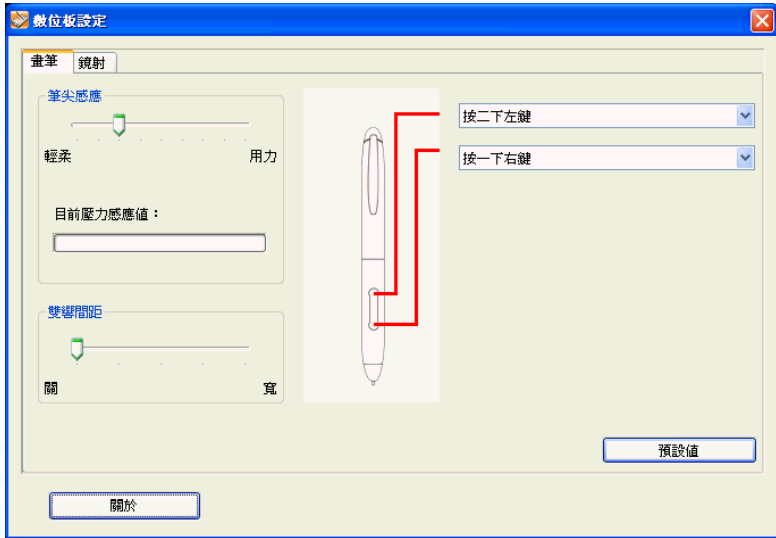 數位板設定
畫筆
鏡射
筆尖感應
輕柔
用力
目前壓力感應值：
雙響間距
關
寬
按二下左鍵
按一下右鍵
預設值
關於